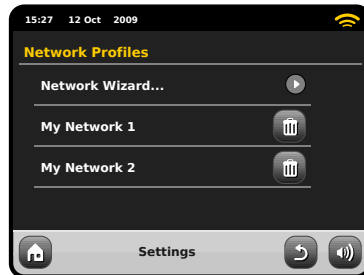 15:27 12 Oct 2009
Network Profiles
Network Wizard...
My Network 1
My Network 2
Settings